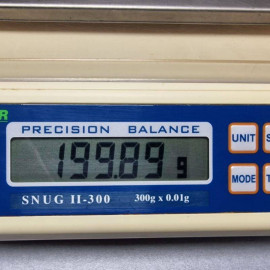 PRECISION BALANCE
199.89 g
UNIT
MODE
SNUG II-300 300g x 0.01g